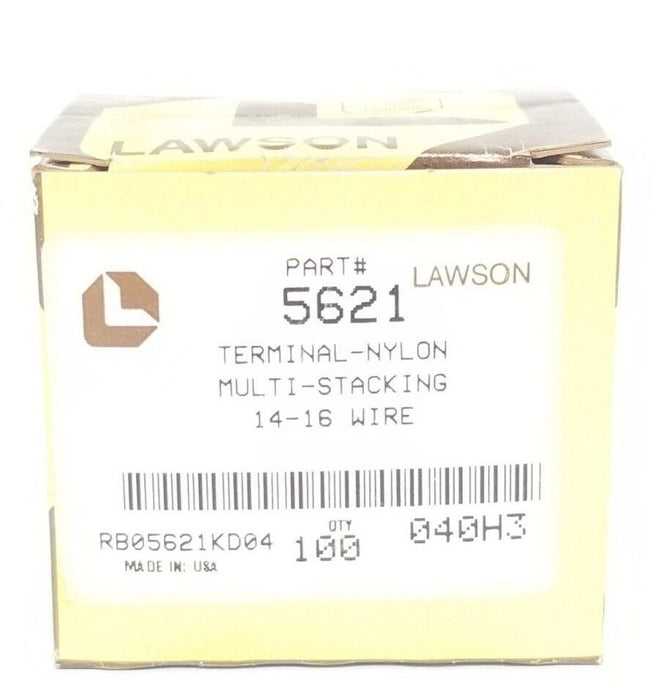 LAWSON
PART#
5621
LAWSON
TERMINAL-NYLON
MULTI-STACKING
14-16 WIRE
RB05621KD04
QTY
100
040H3
MADE IN: USA